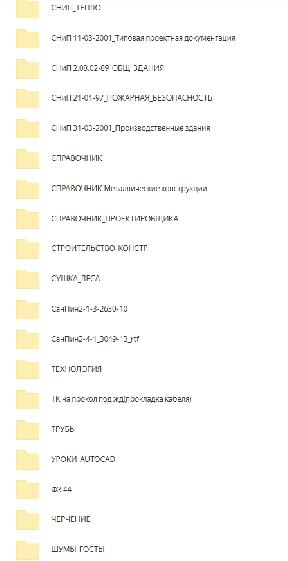 СНИП_ТЕПЛО
СНиП 11-03-2001_Типовая проектная документация
СНиП 2.08.02-89 ОБЩ_ЗДАНИЯ
СНиП 21-01-97_ПОЖАРНАЯ_БЕЗОПАСНОСТЬ
СНиП 31-03-2001_Производственные здания
СПРАВОЧНИК
СПРАВОЧНИК Металлические конструкции
СПРАВОЧНИК_ПРОЕКТИРОВЩИКА
СТРОИТЕЛЬСТВО-КОНСТР
СУШКА_ЛЕСА
СанПин2-1-3-2630-10
СанПин2-4-1_3049-13_rtf
ТЕХНОЛОГИЯ
ТК на прокол под жд(прокладка кабеля)
ТРУБЫ
УРОКИ-AUTOCAD
ФЗ 44
ЧЕРЧЕНИЕ
ШУМЫ-ГОСТЫ